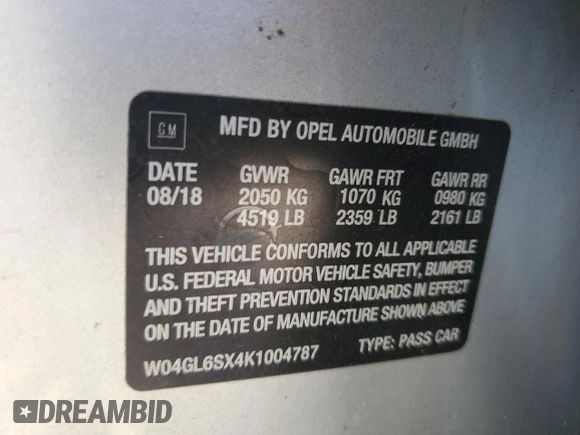 GM
MFD BY OPEL AUTOMOBILE GMBH
DATE GVWR GAWR FRT GAWR RR
08/18 2050 KG 1070 KG 0980 KG
4519 LB 2359 LB 2161 LB
THIS VEHICLE CONFORMS TO ALL APPLICABLE
U.S. FEDERAL MOTOR VEHICLE SAFETY, BUMPER
AND THEFT PREVENTION STANDARDS IN EFFECT
ON THE DATE OF MANUFACTURE SHOWN ABOVE
W04GL6SX4K1004787 TYPE: PASS CAR
DREAMBID